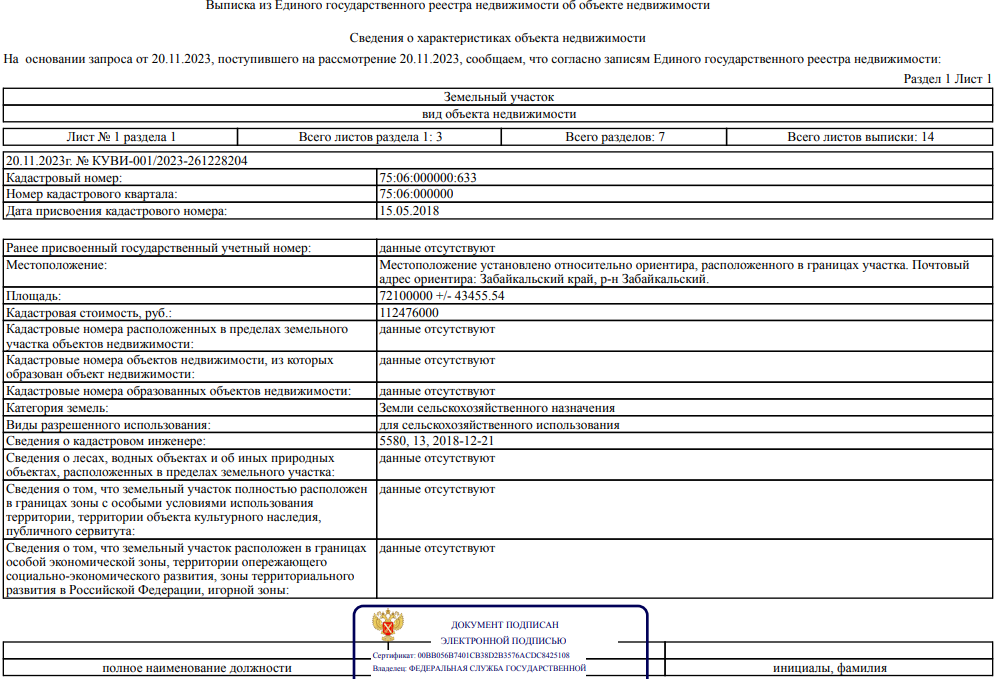 Выписка из Единого государственного реестра недвижимости об объекте недвижимости
Сведения о характеристиках объекта недвижимости
На основании запроса от 20.11.2023, поступившего на рассмотрение 20.11.2023, сообщаем, что согласно записям Единого государственного реестра недвижимости:
Раздел 1 Лист 1
Земельный участок
вид объекта недвижимости
Лист № 1 раздела 1 Всего листов раздела 1: 3 Всего разделов: 7 Всего листов выписки: 14
20.11.2023г. № КУВИ-001/2023-261228204
Кадастровый номер: 75:06:000000:633
Номер кадастрового квартала: 75:06:000000
Дата присвоения кадастрового номера: 15.05.2018
Ранее присвоенный государственный учетный номер: данные отсутствуют
Местоположение: Местоположение установлено относительно ориентира, расположенного в границах участка. Почтовый
адрес ориентира: Забайкальский край, р-н Забайкальский.
Площадь: 72100000 +/- 43455.54
Кадастровая стоимость, руб.: 112476000
Кадастровые номера расположенных в пределах земельного данные отсутствуют
участка объектов недвижимости:
Кадастровые номера объектов недвижимости, из которых данные отсутствуют
образован объект недвижимости:
Кадастровые номера образованных объектов недвижимости: данные отсутствуют
Категория земель: Земли сельскохозяйственного назначения
Виды разрешенного использования: для сельскохозяйственного использования
Сведения о кадастровом инженере: 5580, 13, 2018-12-21
Сведения о лесах, водных объектах и об иных природных данные отсутствуют
объектах, расположенных в пределах земельного участка:
Сведения о том, что земельный участок полностью расположен данные отсутствуют
в границах зоны с особыми условиями использования
территории, территории объекта культурного наследия,
публичного сервитута:
Сведения о том, что земельный участок расположен в границах данные отсутствуют
особой экономической зоны, территории опережающего
социально-экономического развития, зоны территориального
развития в Российской Федерации, игорной зоны:
ДОКУМЕНТ ПОДПИСАН
ЭЛЕКТРОННОЙ ПОДПИСЬЮ
Сертификат: 00BB056B7401CB38D2B3576ACDC8425108
полное наименование должности Владелец: ФЕДЕРАЛЬНАЯ СЛУЖБА ГОСУДАРСТВЕННОЙ инициалы, фамилия